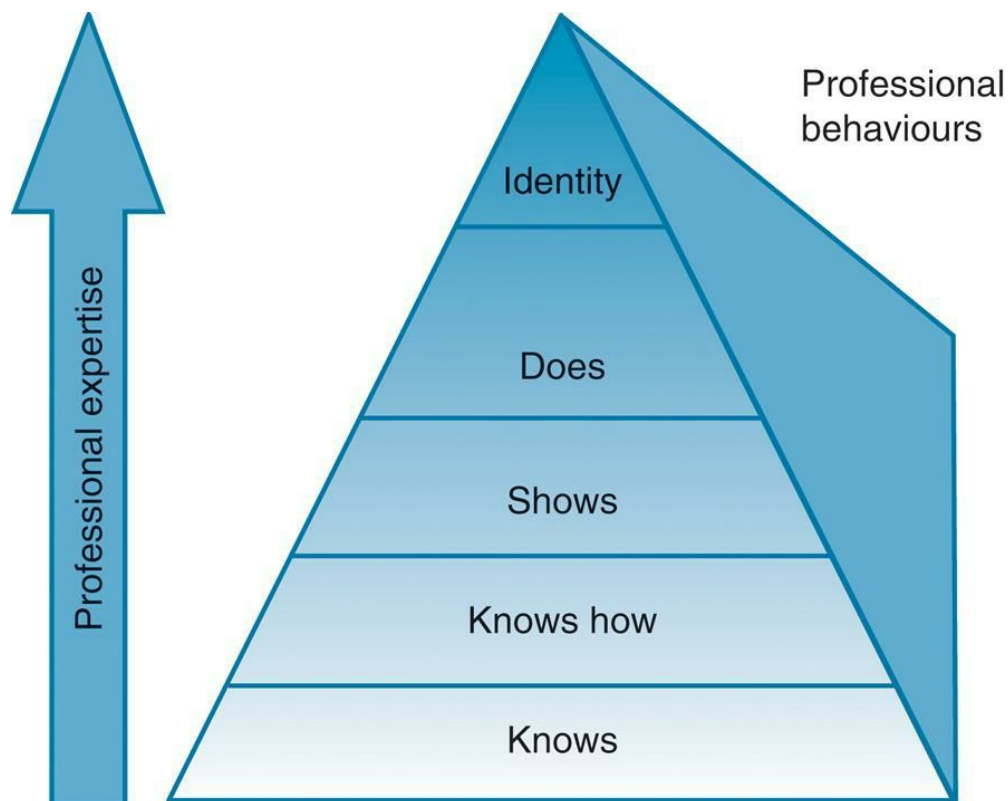 Professional
behaviours
Identity
Does
Shows
Knows how
Knows
Professional expertise